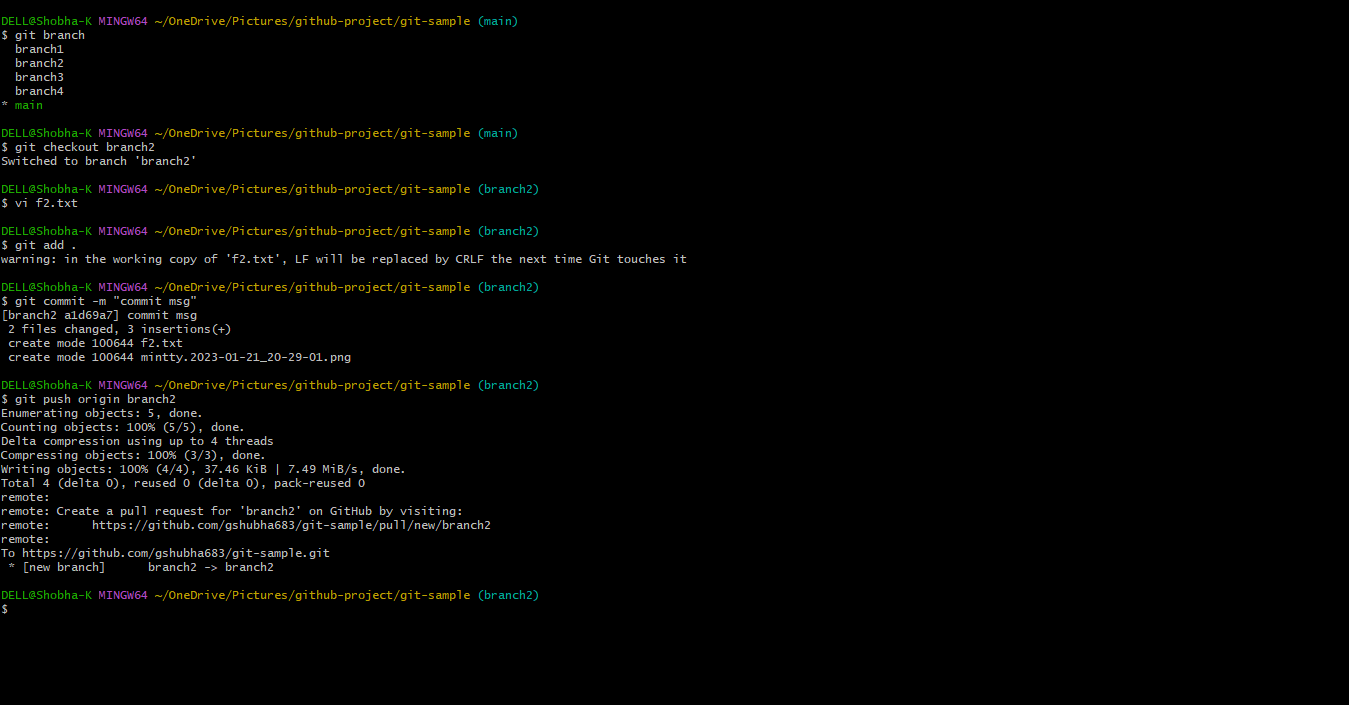 DELL@Shobha-K MINGW64 ~/OneDrive/Pictures/github-project/git-sample (main)
$ git branch
  branch1
  branch2
  branch3
  branch4
* main

DELL@Shobha-K MINGW64 ~/OneDrive/Pictures/github-project/git-sample (main)
$ git checkout branch2
Switched to branch 'branch2'

DELL@Shobha-K MINGW64 ~/OneDrive/Pictures/github-project/git-sample (branch2)
$ vi f2.txt

DELL@Shobha-K MINGW64 ~/OneDrive/Pictures/github-project/git-sample (branch2)
$ git add .
warning: in the working copy of 'f2.txt', LF will be replaced by CRLF the next time Git touches it

DELL@Shobha-K MINGW64 ~/OneDrive/Pictures/github-project/git-sample (branch2)
$ git commit -m "commit msg"
[branch2 a1d69a7] commit msg
 2 files changed, 3 insertions(+)
 create mode 100644 f2.txt
 create mode 100644 mintty.2023-01-21_20-29-01.png

DELL@Shobha-K MINGW64 ~/OneDrive/Pictures/github-project/git-sample (branch2)
$ git push origin branch2
Enumerating objects: 5, done.
Counting objects: 100% (5/5), done.
Delta compression using up to 4 threads
Compressing objects: 100% (3/3), done.
Writing objects: 100% (4/4), 37.46 KiB | 7.49 MiB/s, done.
Total 4 (delta 0), reused 0 (delta 0), pack-reused 0
remote:
remote: Create a pull request for 'branch2' on GitHub by visiting:
remote:      https://github.com/gshubha683/git-sample/pull/new/branch2
remote:
To https://github.com/gshubha683/git-sample.git
 * [new branch]      branch2 -> branch2

DELL@Shobha-K MINGW64 ~/OneDrive/Pictures/github-project/git-sample (branch2)
$